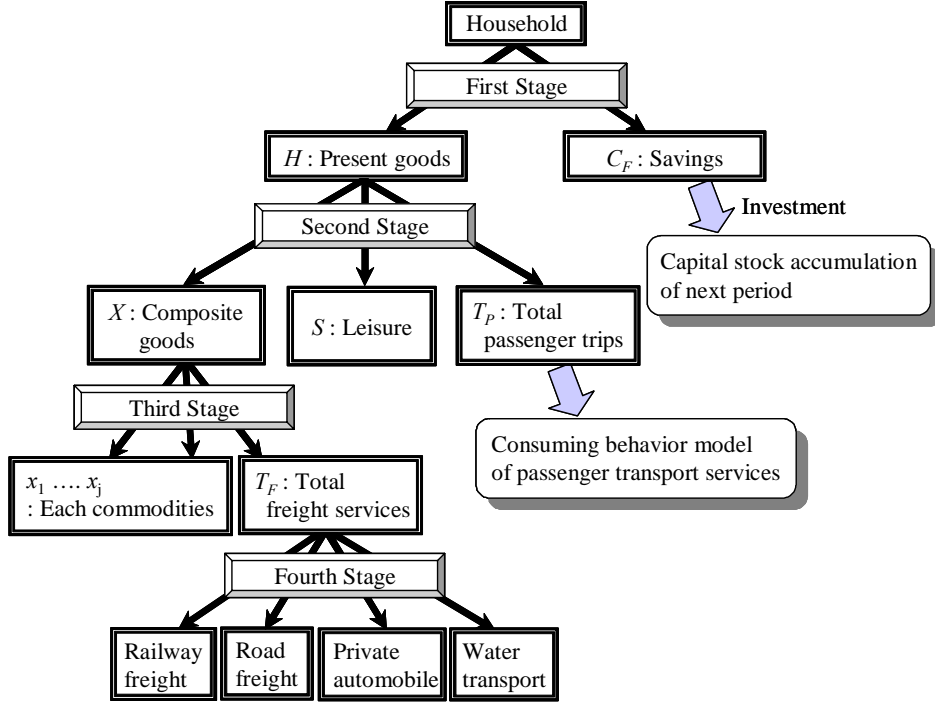 Household
First Stage
H : Present goods
C_F : Savings
Investment
Second Stage
Capital stock accumulation
of next period
X : Composite
goods
S : Leisure
T_P : Total
passenger trips
Third Stage
Consuming behavior model
of passenger transport services
x_1 .... x_j
: Each commodities
T_F : Total
freight services
Fourth Stage
Railway
freight
Road
freight
Private
automobile
Water
transport